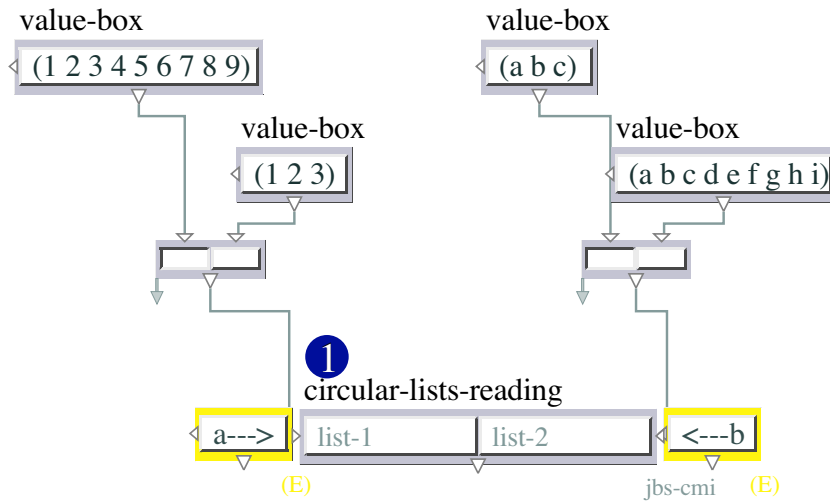 value-box
value-box
(1 2 3 4 5 6 7 8 9)
(a b c)
value-box
value-box
(1 2 3)
(a b c d e f g h i)
1
circular-lists-reading
a--->
list-1
list-2
<---b
(E)
jbs-cmi
(E)